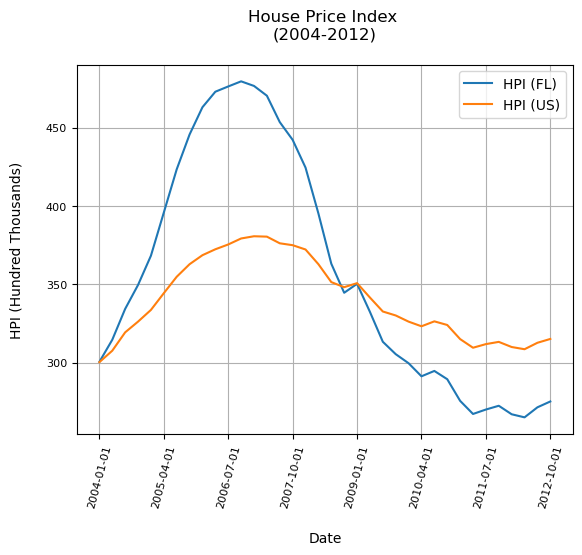 House Price Index
(2004-2012)
HPI (FL)
HPI (US)
HPI (Hundred Thousands)
450
400
350
300
2004-01-01
2005-04-01
2006-07-01
2007-10-01
2009-01-01
2010-04-01
2011-07-01
2012-10-01
Date